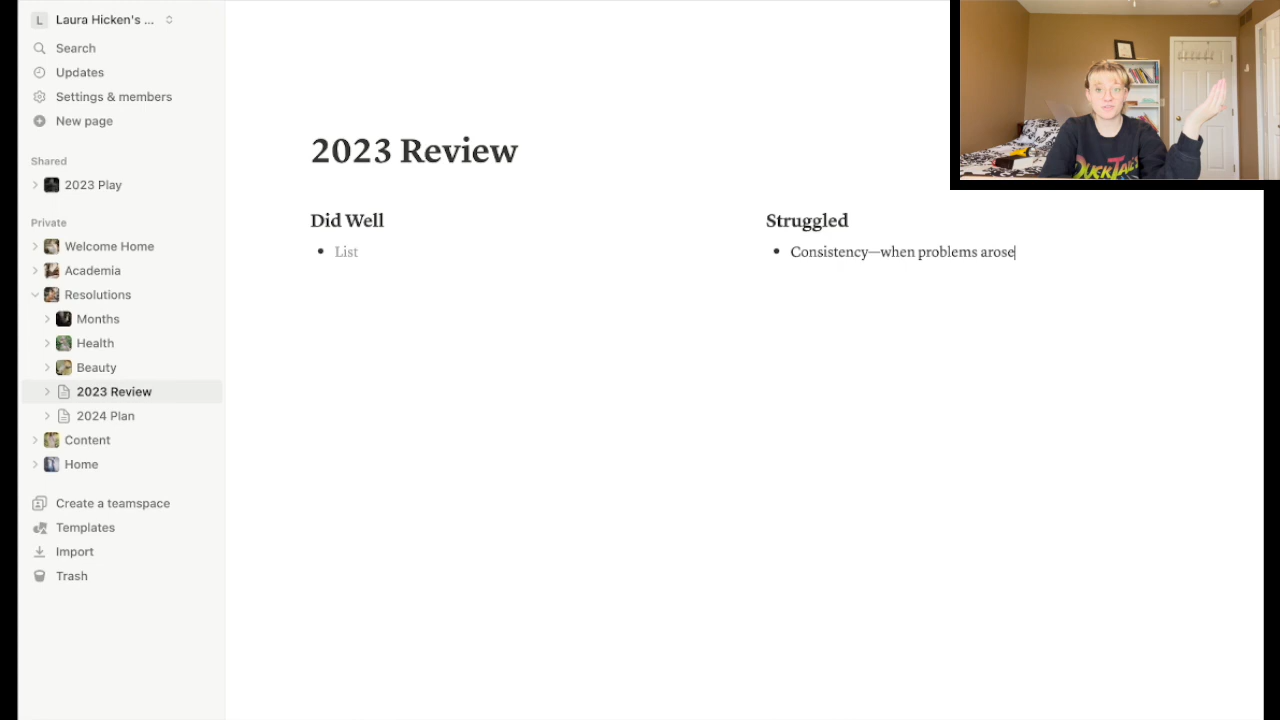 L Laura Hicken's ...
Search
Updates
Settings & members
New page
Shared
2023 Play
Private
Welcome Home
Academia
Resolutions
Months
Health
Beauty
2023 Review
2024 Plan
Content
Home
Create a teamspace
Templates
Import
Trash
2023 Review
Did Well
• List
Struggled
• Consistency—when problems arose
DUCKTALES